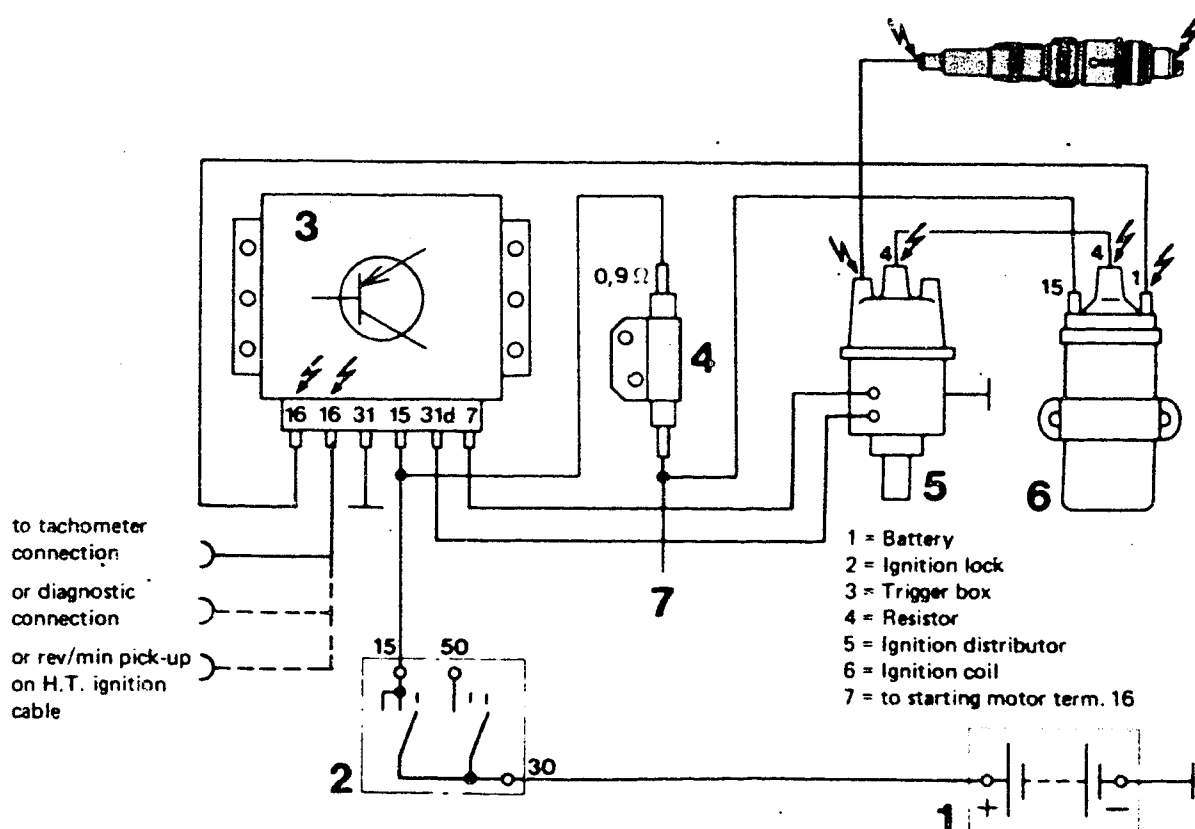 3
0,9 Ω
4
4
4
15
1
16 16 31 15 31d 7
5
6
to tachometer
connection
or diagnostic
connection
or rev/min pick-up
on H.T. ignition
cable
7
1 = Battery
2 = Ignition lock
3 = Trigger box
4 = Resistor
5 = Ignition distributor
6 = Ignition coil
7 = to starting motor term. 16
15 50
2
30
1
+ −